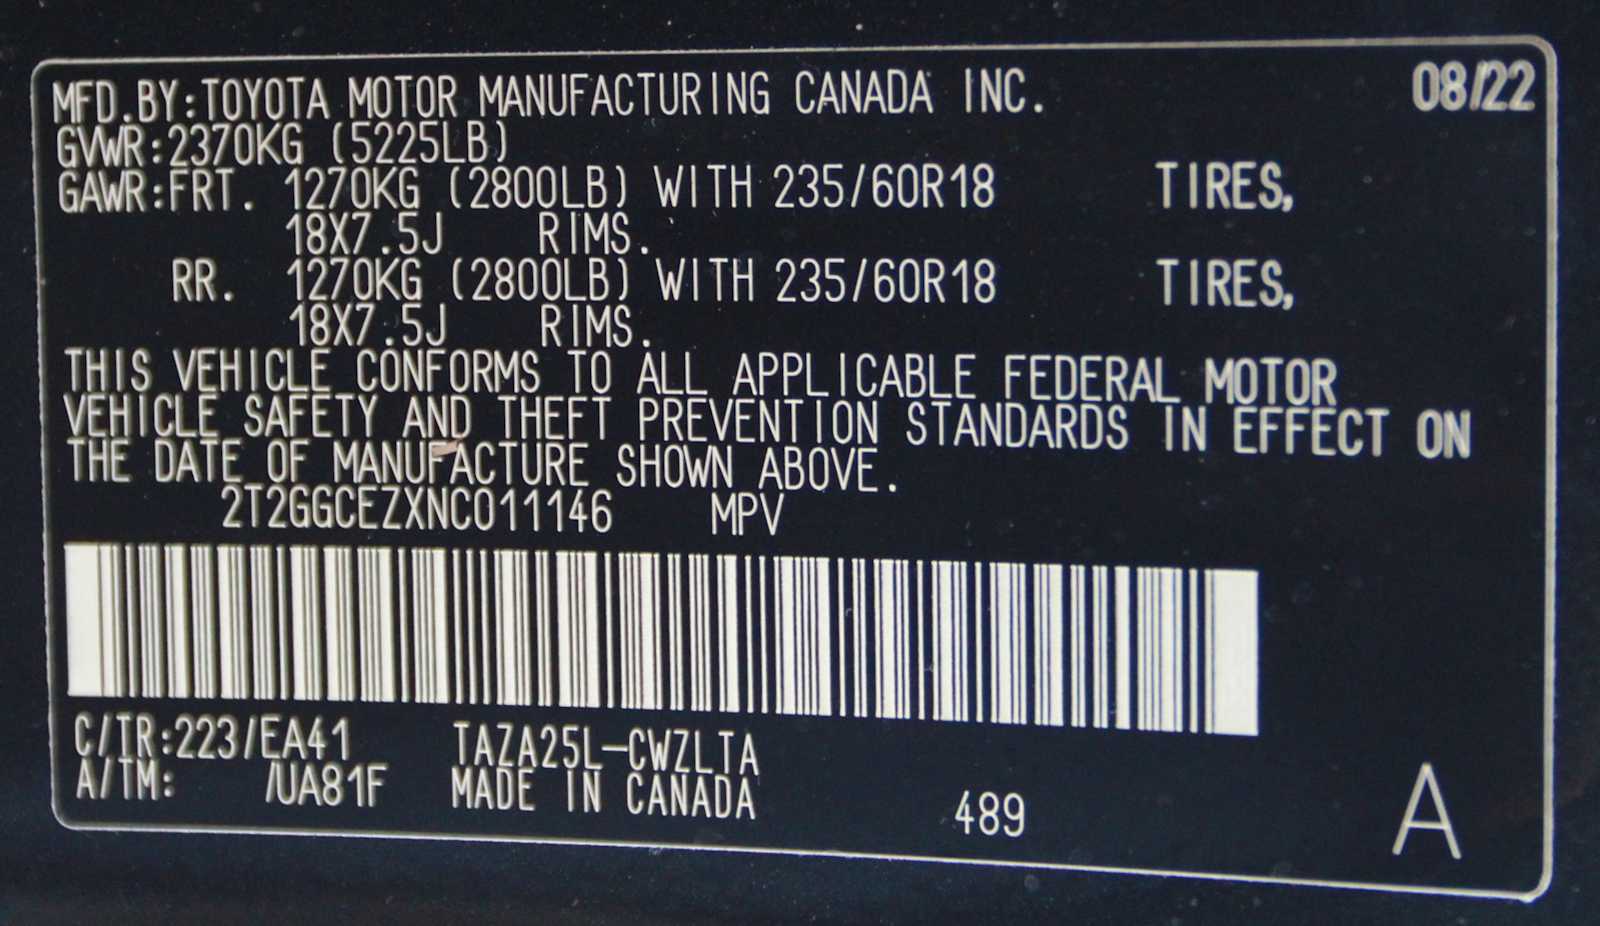 MFD.BY:TOYOTA MOTOR MANUFACTURING CANADA INC. 08/22
GVWR:2370KG (5225LB)
GAWR:FRT. 1270KG (2800LB) WITH 235/60R18 TIRES,
18X7.5J RIMS.
RR. 1270KG (2800LB) WITH 235/60R18 TIRES,
18X7.5J RIMS.
THIS VEHICLE CONFORMS TO ALL APPLICABLE FEDERAL MOTOR
VEHICLE SAFETY AND THEFT PREVENTION STANDARDS IN EFFECT ON
THE DATE OF MANUFACTURE SHOWN ABOVE.
2T2GGCEZXNC011146 MPV
C/TR:223/EA41 TAZA25L-CWZLTA
A/TM: /UA81F MADE IN CANADA
489 A